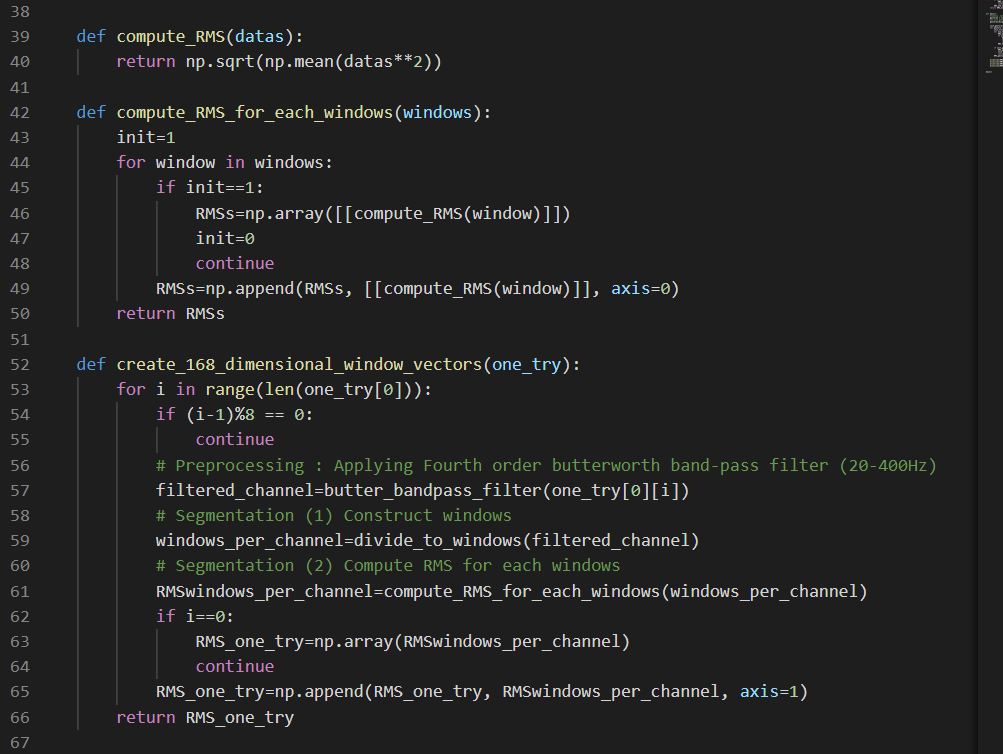 38
39 def compute_RMS(datas):
40 return np.sqrt(np.mean(datas**2))
41
42 def compute_RMS_for_each_windows(windows):
43 init=1
44 for window in windows:
45 if init==1:
46 RMSs=np.array([[compute_RMS(window)]])
47 init=0
48 continue
49 RMSs=np.append(RMSs, [[compute_RMS(window)]], axis=0)
50 return RMSs
51
52 def create_168_dimensional_window_vectors(one_try):
53 for i in range(len(one_try[0])):
54 if (i-1)%8 == 0:
55 continue
56 # Preprocessing : Applying Fourth order butterworth band-pass filter (20-400Hz)
57 filtered_channel=butter_bandpass_filter(one_try[0][i])
58 # Segmentation (1) Construct windows
59 windows_per_channel=divide_to_windows(filtered_channel)
60 # Segmentation (2) Compute RMS for each windows
61 RMSwindows_per_channel=compute_RMS_for_each_windows(windows_per_channel)
62 if i==0:
63 RMS_one_try=np.array(RMSwindows_per_channel)
64 continue
65 RMS_one_try=np.append(RMS_one_try, RMSwindows_per_channel, axis=1)
66 return RMS_one_try
67